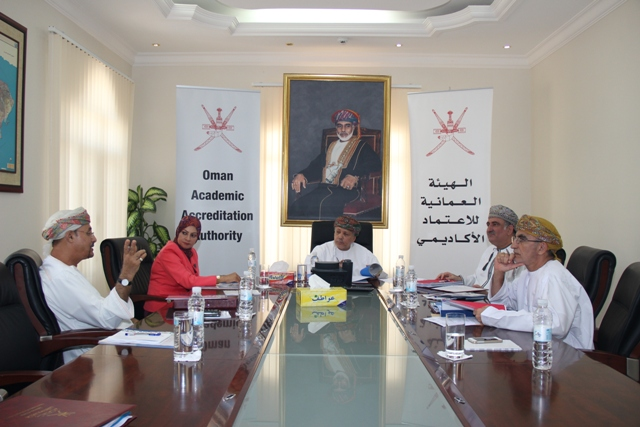 Oman
Academic
Accreditation
Authority
الهيئة
العمانية
للاعتماد
الأكاديمي
عواطف